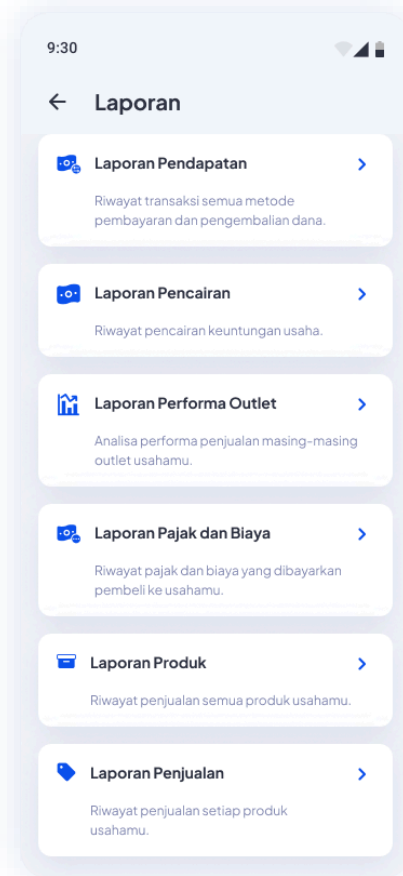 9:30
Laporan
Laporan Pendapatan
Riwayat transaksi semua metode
pembayaran dan pengembalian dana.
Laporan Pencairan
Riwayat pencairan keuntungan usaha.
Laporan Performa Outlet
Analisa performa penjualan masing-masing
outlet usahamu.
Laporan Pajak dan Biaya
Riwayat pajak dan biaya yang dibayarkan
pembeli ke usahamu.
Laporan Produk
Riwayat penjualan semua produk usahamu.
Laporan Penjualan
Riwayat penjualan setiap produk
usahamu.